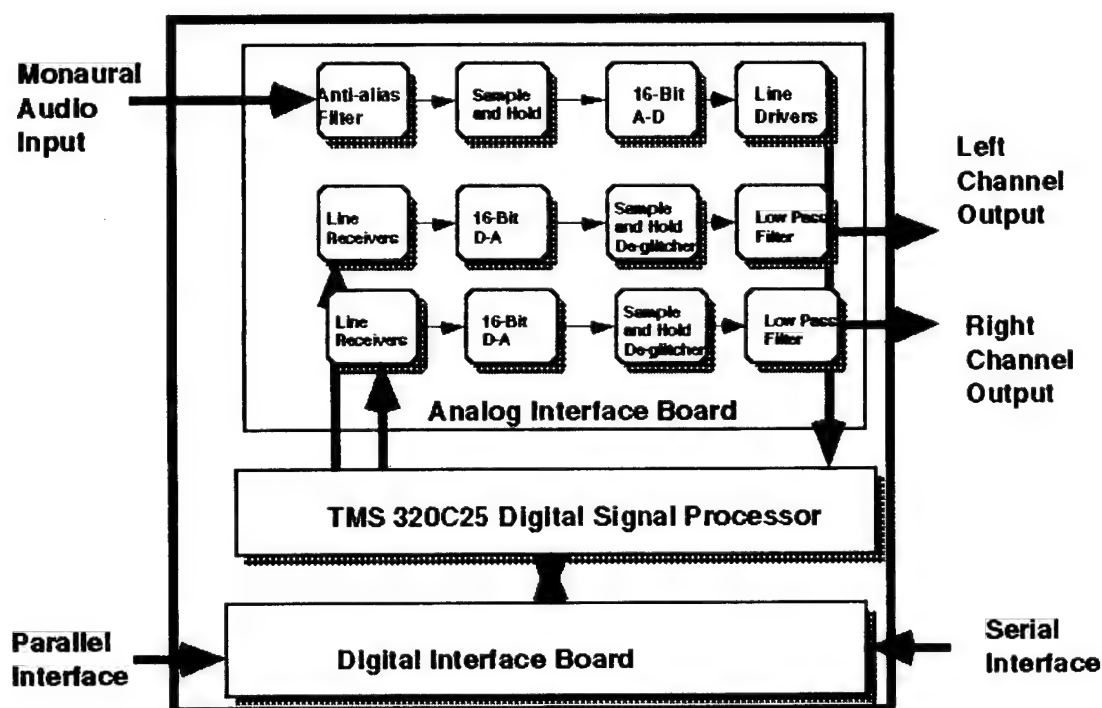 Monaural
Audio
Input
Anti-alias
Filter
Sample
and Hold
16-Bit
A-D
Line
Drivers
Left
Channel
Output
Line
Receivers
16-Bit
D-A
Sample
and Hold
De-glitcher
Low Pass
Filter
Line
Receivers
16-Bit
D-A
Sample
and Hold
De-glitcher
Low Pass
Filter
Right
Channel
Output
Analog Interface Board
TMS 320C25 Digital Signal Processor
Parallel
Interface
Digital Interface Board
Serial
Interface